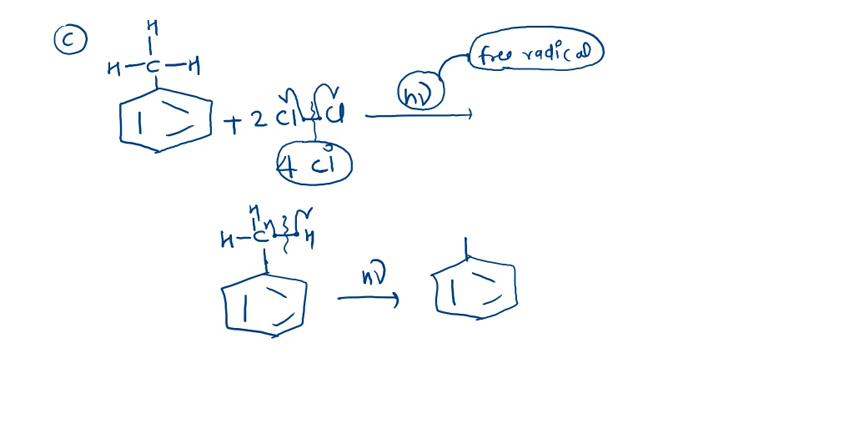 C
free radical
H
H-C-H
hν
+ 2 Cl-Cl
4 Cl
H
H-C-H
hν